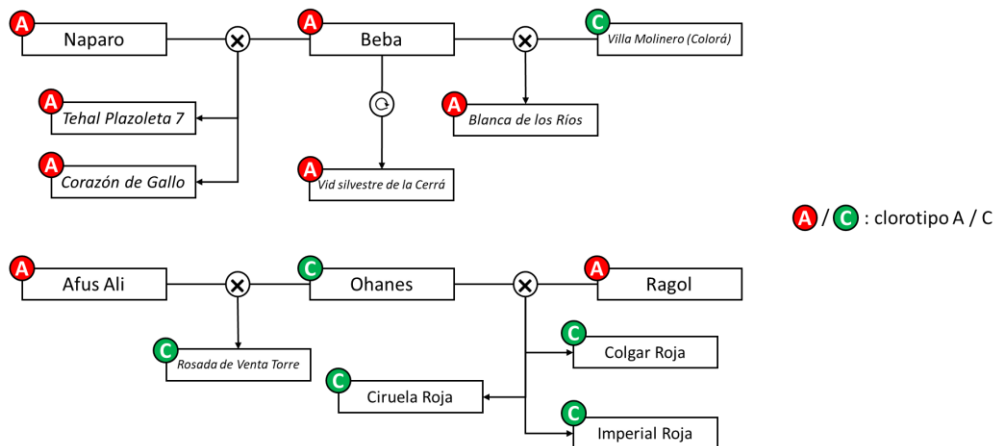 A
Naparo
A
Beba
C
Villa Molinero (Colorá)
A
Tehal Plazoleta 7
A
Blanca de los Ríos
A
Corazón de Gallo
A
Vid silvestre de la Cerrá
A / C : clorotipo A / C
A
Afus Ali
C
Ohanes
A
Ragol
C
Rosada de Venta Torre
C
Colgar Roja
C
Ciruela Roja
C
Imperial Roja